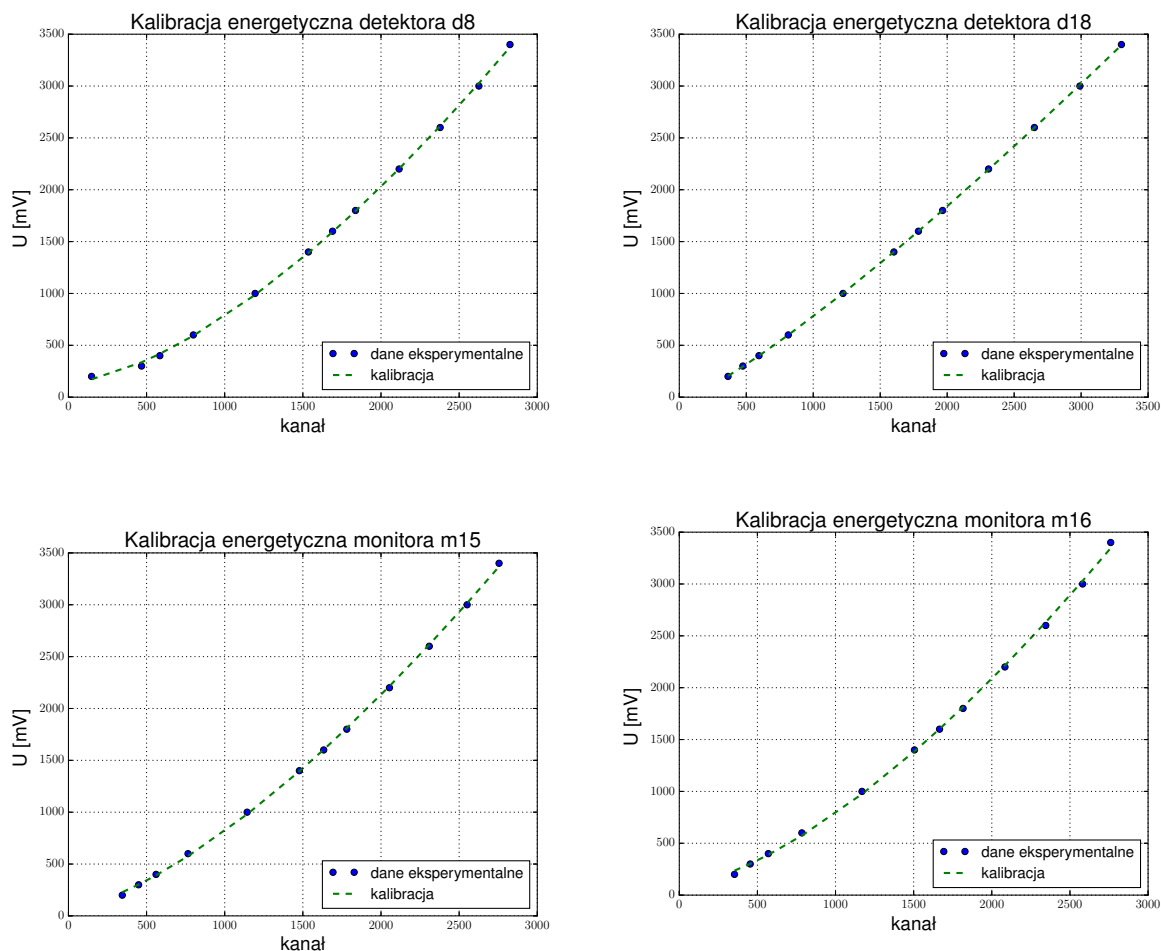 Kalibracja energetyczna detektora d8
3500
3000
2500
2000
1500
1000
500
0
U [mV]
0 500 1000 1500 2000 2500 3000
kanał
dane eksperymentalne
kalibracja
Kalibracja energetyczna detektora d18
3500
3000
2500
2000
1500
1000
500
0
U [mV]
0 500 1000 1500 2000 2500 3000 3500
kanał
dane eksperymentalne
kalibracja
Kalibracja energetyczna monitora m15
3500
3000
2500
2000
1500
1000
500
0
U [mV]
0 500 1000 1500 2000 2500 3000
kanał
dane eksperymentalne
kalibracja
Kalibracja energetyczna monitora m16
3500
3000
2500
2000
1500
1000
500
0
U [mV]
0 500 1000 1500 2000 2500 3000
kanał
dane eksperymentalne
kalibracja